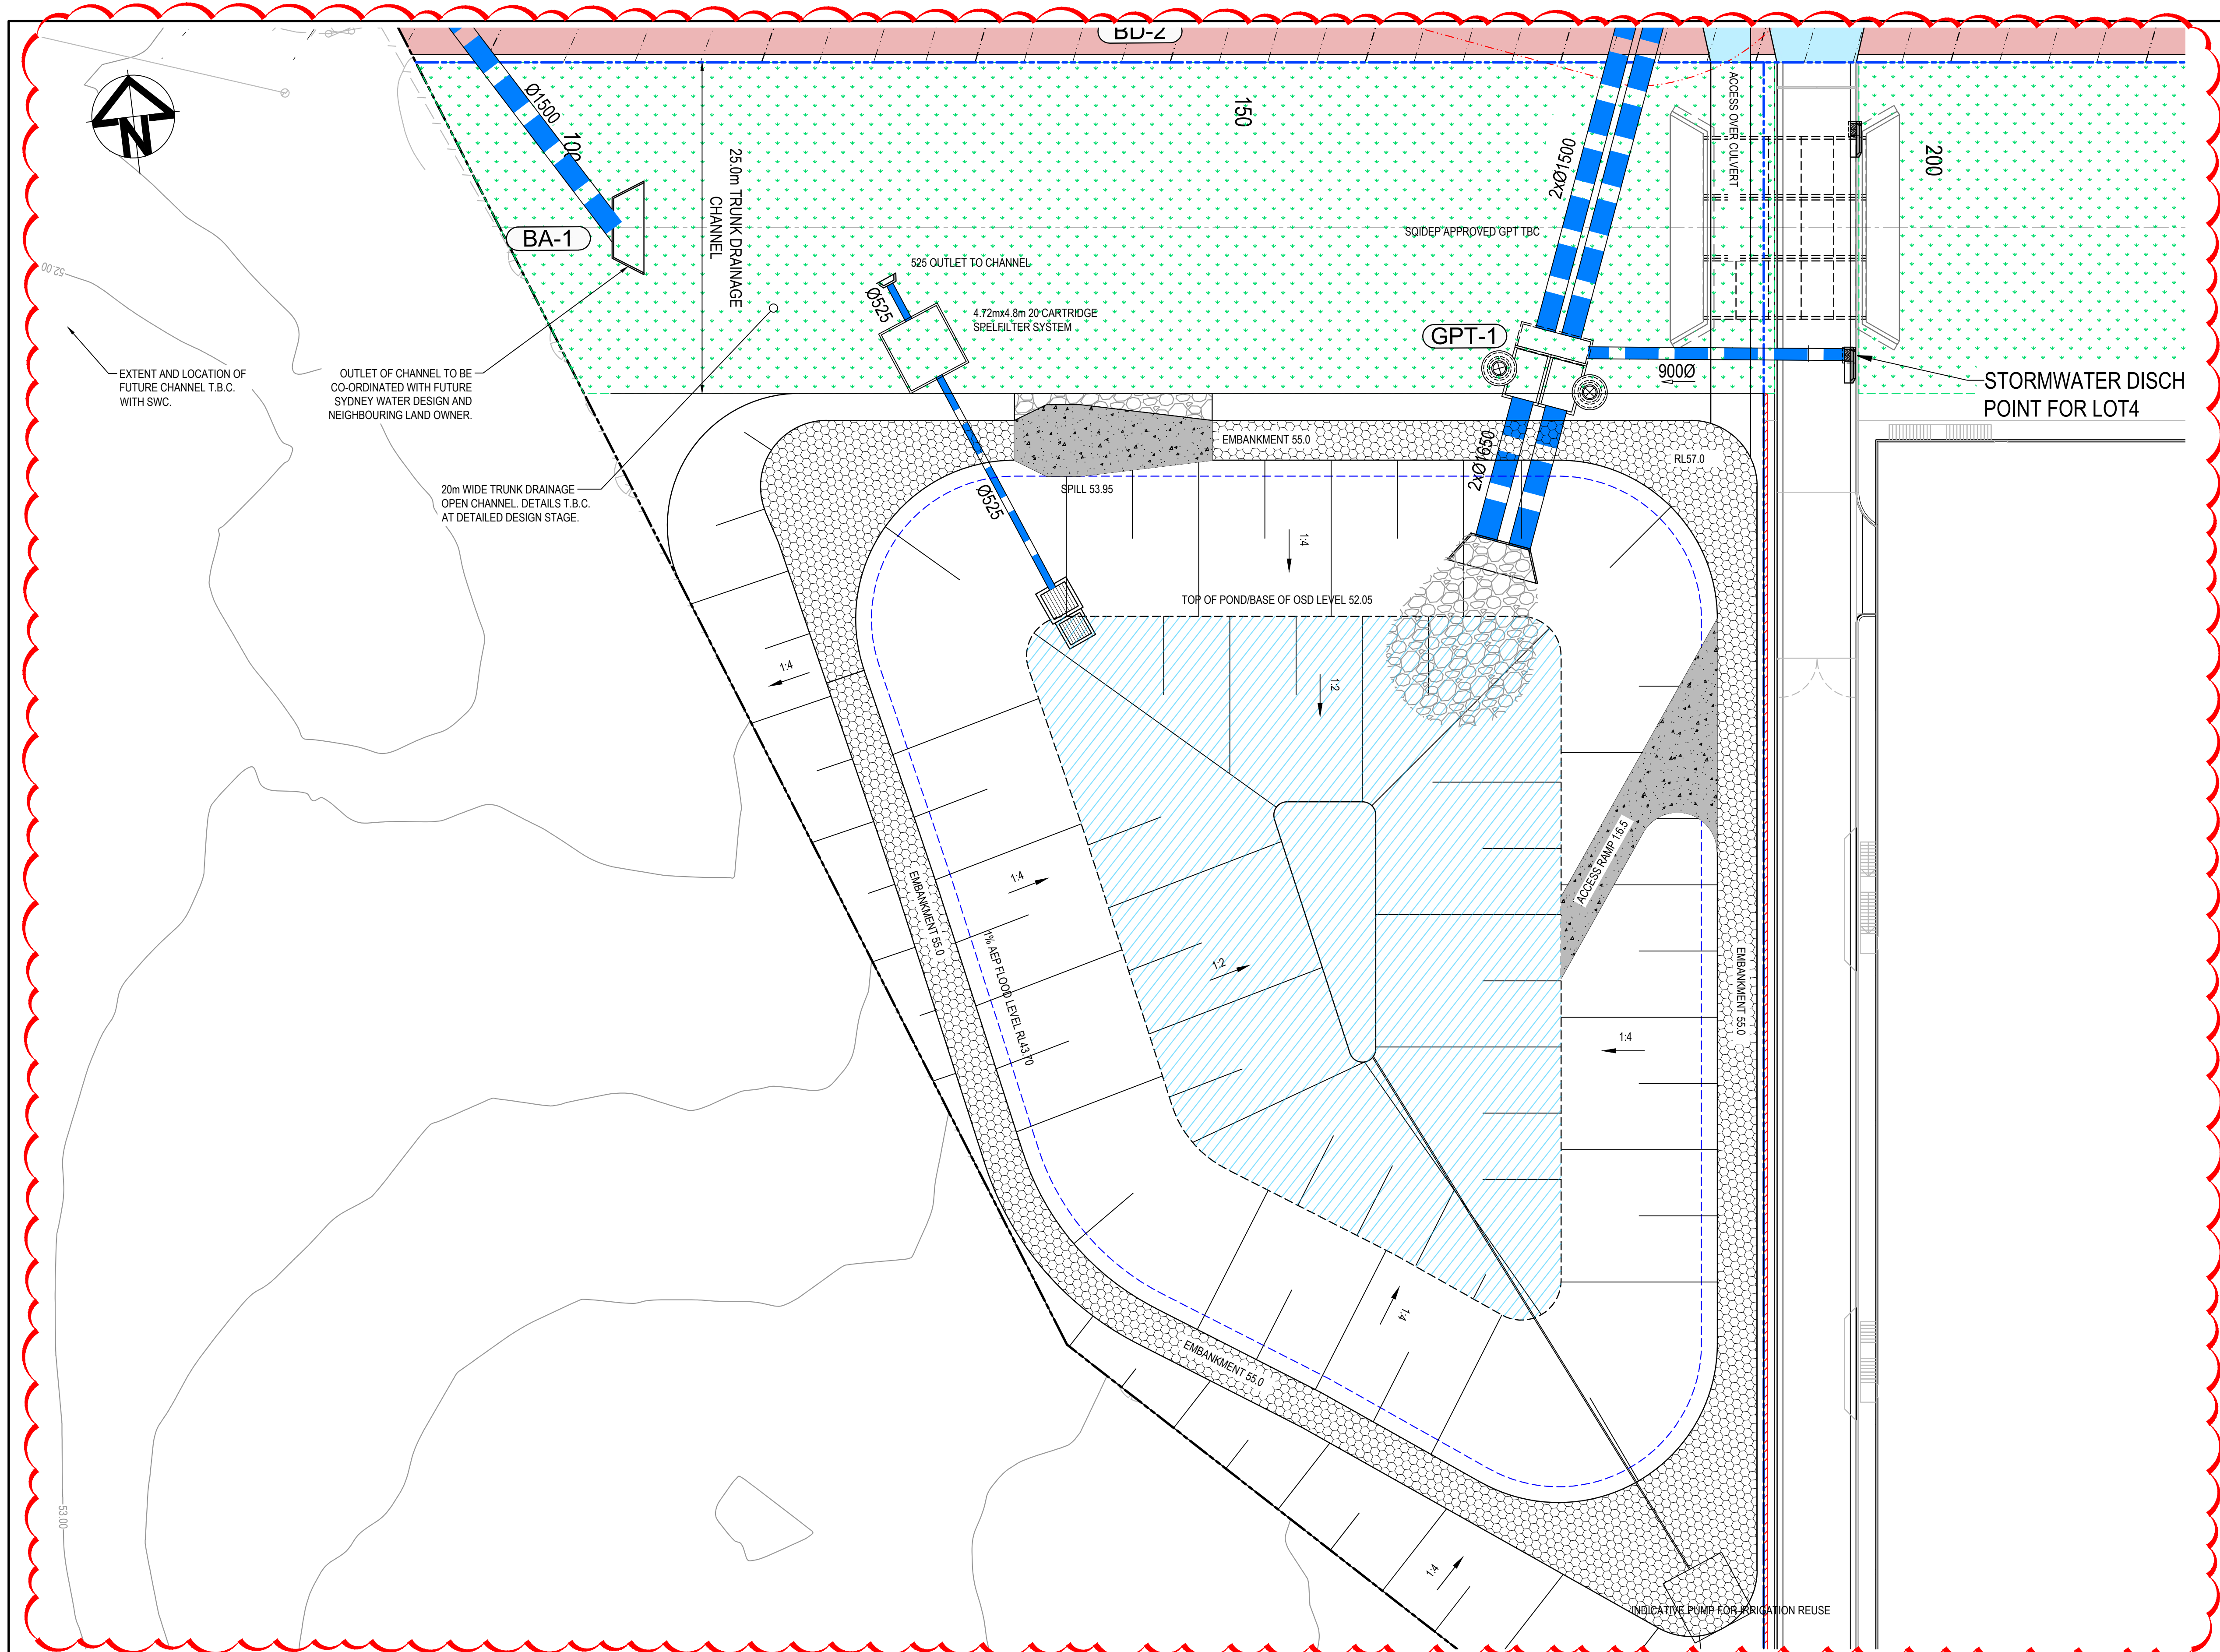 BD-2
N
Ø1500
100
150
2xØ1500
ACCESS OVER CULVERT
200
25.0m TRUNK DRAINAGE
CHANNEL
BA-1
SQIDEP APPROVED GPT TBC
525 OUTLET TO CHANNEL
52.00
Ø525
4.72mx4.8m 20 CARTRIDGE
SPELFILTER SYSTEM
GPT-1
900Ø
EXTENT AND LOCATION OF
FUTURE CHANNEL T.B.C.
WITH SWC.
OUTLET OF CHANNEL TO BE
CO-ORDINATED WITH FUTURE
SYDNEY WATER DESIGN AND
NEIGHBOURING LAND OWNER.
STORMWATER DISCH
POINT FOR LOT4
EMBANKMENT 55.0
2xØ1650
RL57.0
20m WIDE TRUNK DRAINAGE
OPEN CHANNEL. DETAILS T.B.C.
AT DETAILED DESIGN STAGE.
SPILL 53.95
Ø525
1:4
TOP OF POND/BASE OF OSD LEVEL 52.05
1:4
1:2
ACCESS RAMP 1:6.5
1:4
EMBANKMENT 55.0
1% AEP FLOOD LEVEL RL43.70
1:2
EMBANKMENT 55.0
1:4
1:4
EMBANKMENT 55.0
53.00
1:4
INDICATIVE PUMP FOR IRRIGATION REUSE